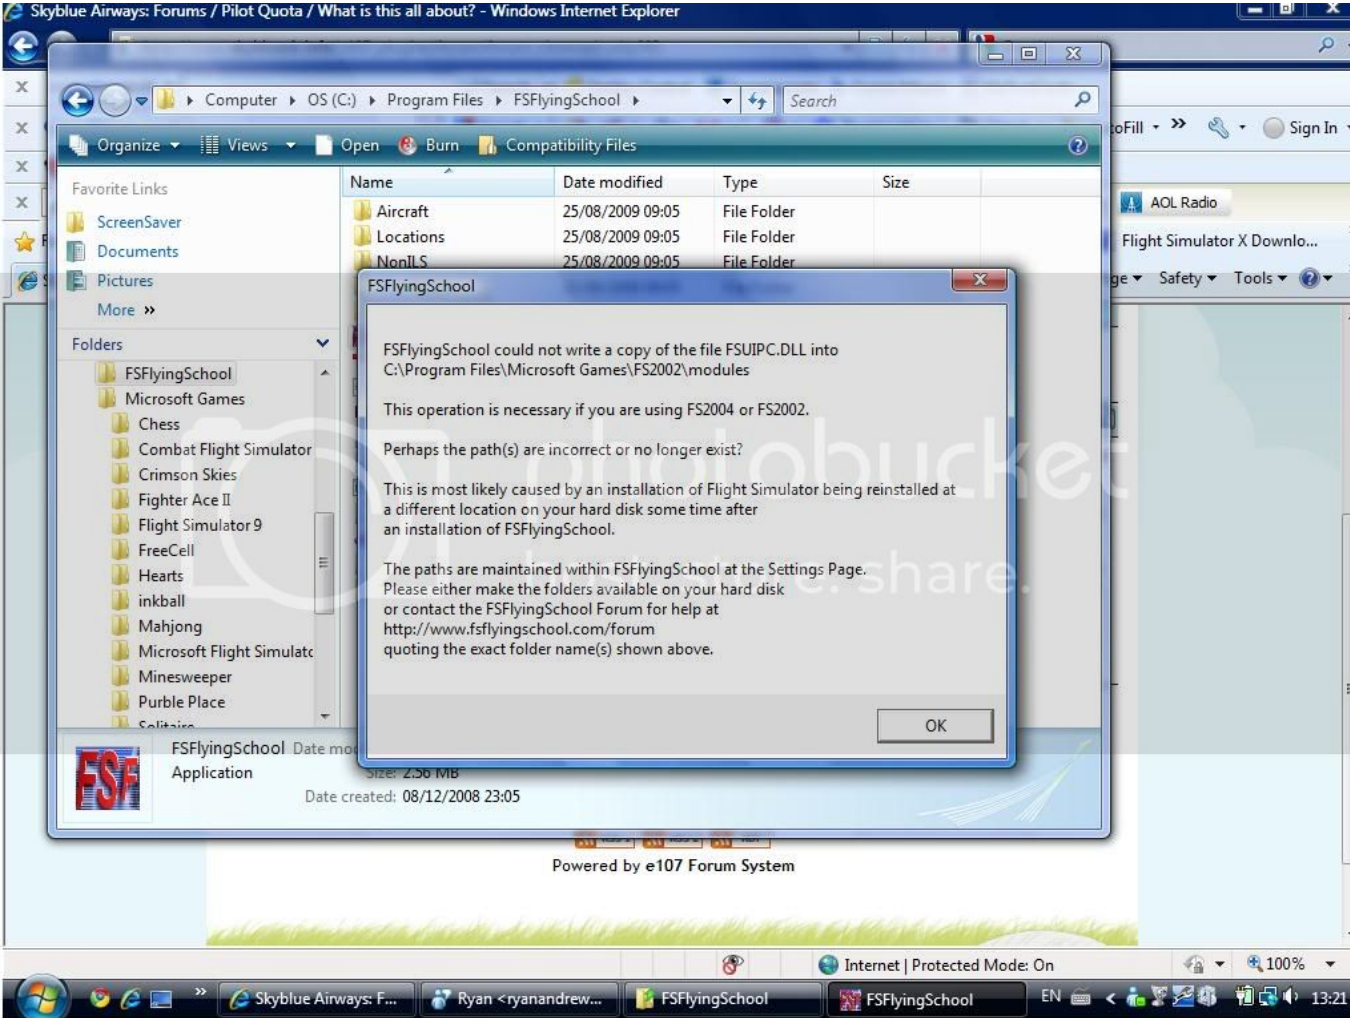 Skyblue Airways: Forums / Pilot Quota / What is this all about? - Windows Internet Explorer
Computer ▸ OS (C:) ▸ Program Files ▸ FSFlyingSchool ▸
Search
Organize Views Open Burn Compatibility Files
oFill
Sign In
AOL Radio
Flight Simulator X Downlo...
ge Safety Tools
Favorite Links
ScreenSaver
Documents
Pictures
More »
Folders
FSFlyingSchool
Microsoft Games
Chess
Combat Flight Simulator
Crimson Skies
Fighter Ace II
Flight Simulator 9
FreeCell
Hearts
inkball
Mahjong
Microsoft Flight Simulatc
Minesweeper
Purble Place
Solitaire
Name Date modified Type Size
Aircraft 25/08/2009 09:05 File Folder
Locations 25/08/2009 09:05 File Folder
NonILS 25/08/2009 09:05 File Folder
FSFlyingSchool
FSFlyingSchool could not write a copy of the file FSUIPC.DLL into
C:\Program Files\Microsoft Games\FS2002\modules
This operation is necessary if you are using FS2004 or FS2002.
Perhaps the path(s) are incorrect or no longer exist?
This is most likely caused by an installation of Flight Simulator being reinstalled at
a different location on your hard disk some time after
an installation of FSFlyingSchool.
The paths are maintained within FSFlyingSchool at the Settings Page.
Please either make the folders available on your hard disk
or contact the FSFlyingSchool Forum for help at
http://www.fsflyingschool.com/forum
quoting the exact folder name(s) shown above.
OK
photobucket
host. store. share.
FSF
FSFlyingSchool Date mo
Application Size: 2.56 MB
Date created: 08/12/2008 23:05
Powered by e107 Forum System
Internet | Protected Mode: On
100%
Skyblue Airways: F...
Ryan <ryanandrew...
FSFlyingSchool
FSFlyingSchool
EN
13:21